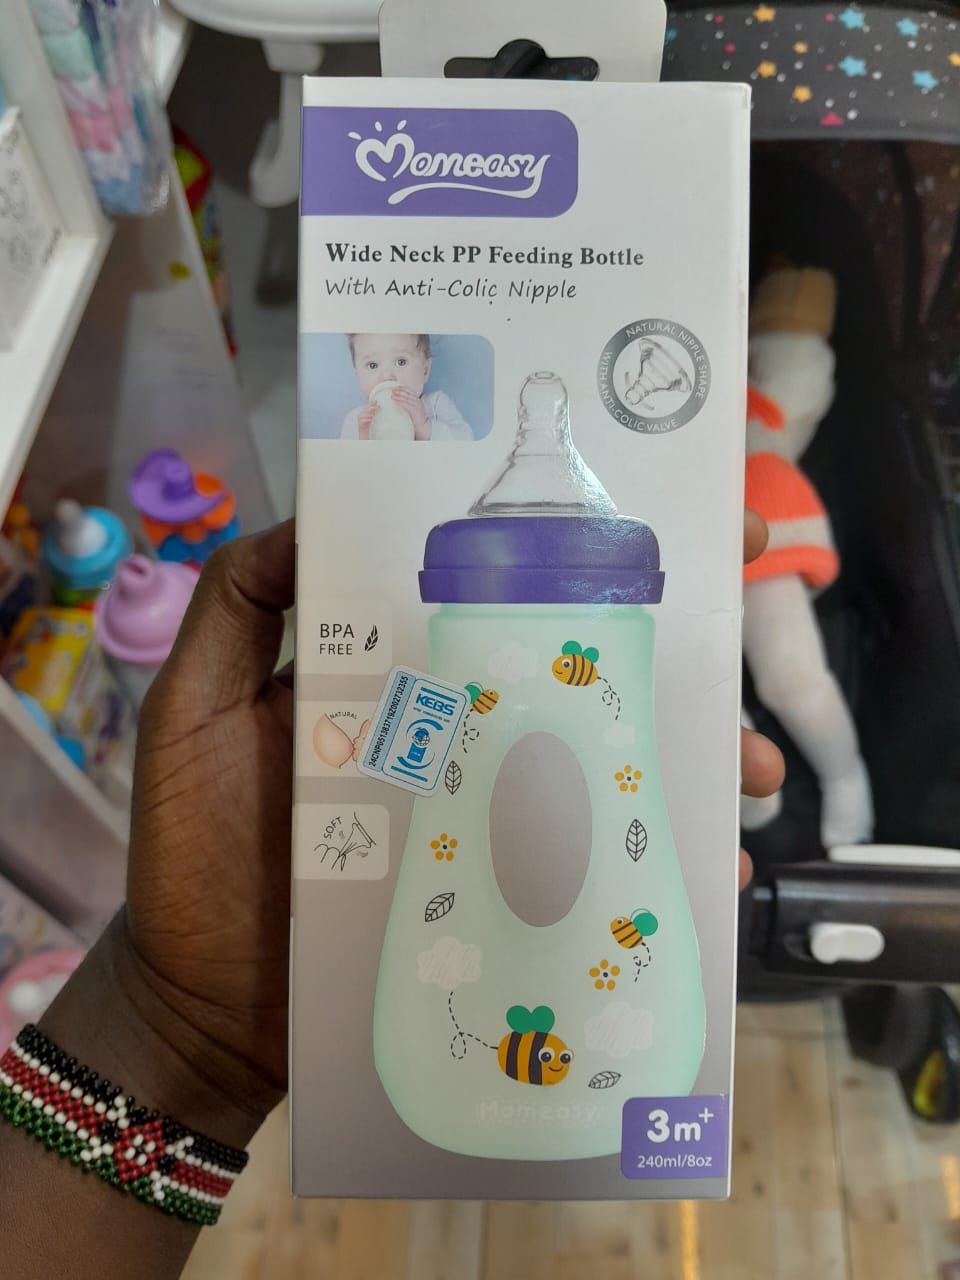 Momeasy
Wide Neck PP Feeding Bottle
With Anti-Colic Nipple
NATURAL NIPPLE SHAPE
WITH ANTI-COLIC VALVE
BPA
FREE
KEBS
NATURAL
SOFT
Momeasy
3m+
240ml/8oz